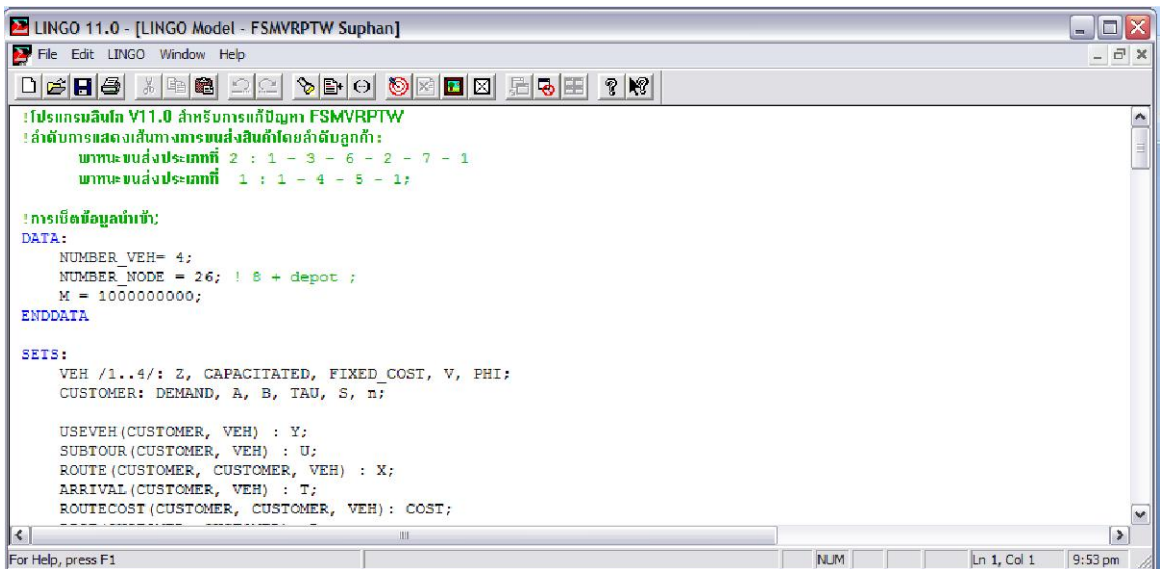 LINGO 11.0 - [LINGO Model - FSMVRPTW Suphan]
File Edit LINGO Window Help
!โปรแกรมลินโก V11.0 สำหรับการแก้ปัญหา FSMVRPTW
!ลำดับการแสดงเส้นทางการขนส่งสินค้าโดยลำดับลูกค้า:
พาหนะขนส่งประเภทที่ 2 : 1 - 3 - 6 - 2 - 7 - 1
พาหนะขนส่งประเภทที่ 1 : 1 - 4 - 5 - 1;
!การเซ็ตข้อมูลนำเข้า;
DATA:
NUMBER_VEH= 4;
NUMBER_NODE = 26; ! 8 + depot ;
M = 1000000000;
ENDDATA
SETS:
VEH /1..4/: Z, CAPACITATED, FIXED_COST, V, PHI;
CUSTOMER: DEMAND, A, B, TAU, S, n;
USEVEH(CUSTOMER, VEH) : Y;
SUBTOUR(CUSTOMER, VEH) : U;
ROUTE(CUSTOMER, CUSTOMER, VEH) : X;
ARRIVAL(CUSTOMER, VEH) : T;
ROUTECOST(CUSTOMER, CUSTOMER, VEH): COST;
For Help, press F1 NUM Ln 1, Col 1 9:53 pm